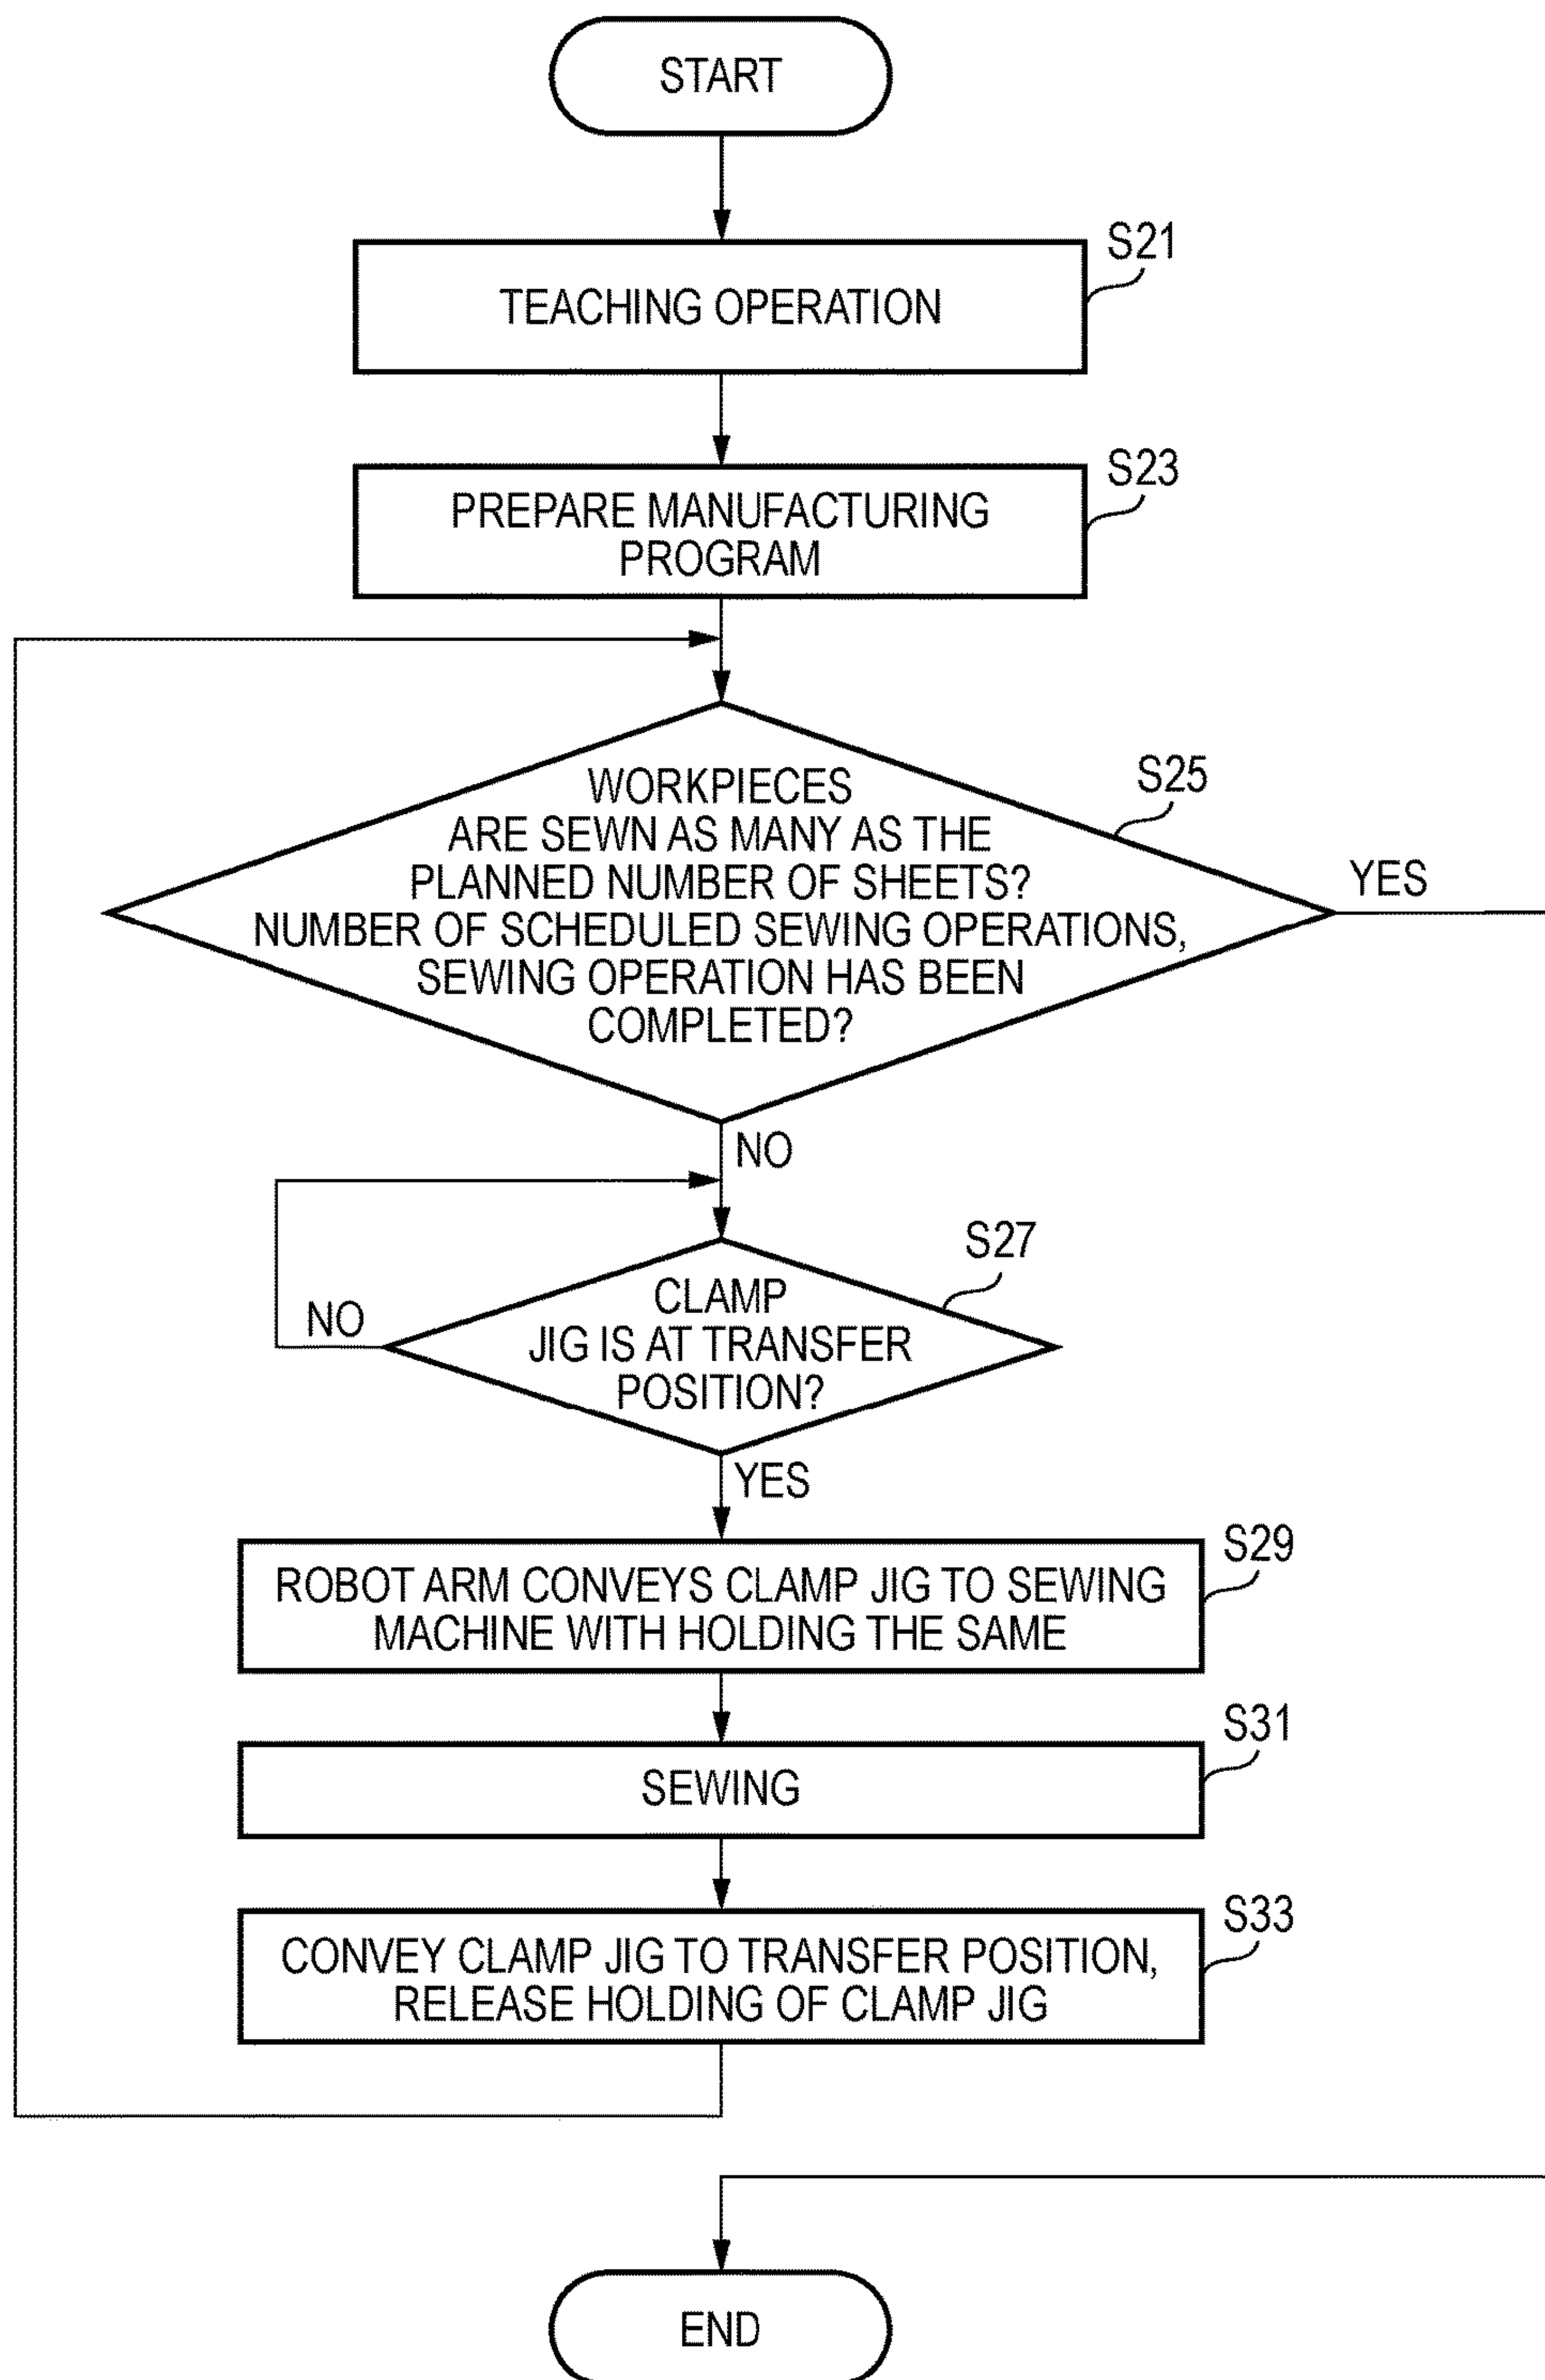 START
S21
TEACHING OPERATION
S23
PREPARE MANUFACTURING
PROGRAM
S25
WORKPIECES
ARE SEWN AS MANY AS THE
PLANNED NUMBER OF SHEETS?
NUMBER OF SCHEDULED SEWING OPERATIONS,
SEWING OPERATION HAS BEEN
COMPLETED?
YES
NO
S27
CLAMP
JIG IS AT TRANSFER
POSITION?
NO
YES
S29
ROBOT ARM CONVEYS CLAMP JIG TO SEWING
MACHINE WITH HOLDING THE SAME
S31
SEWING
S33
CONVEY CLAMP JIG TO TRANSFER POSITION,
RELEASE HOLDING OF CLAMP JIG
END